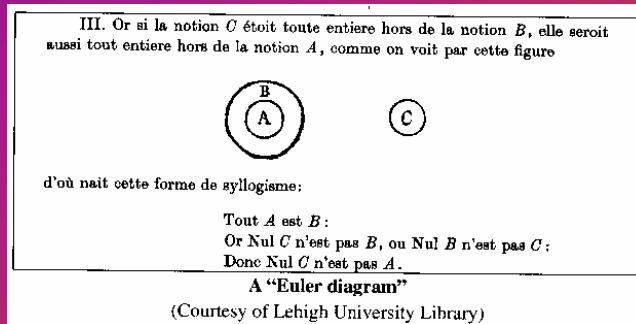 III. Or si la notion C étoit toute entiere hors de la notion B, elle seroit
aussi tout entiere hors de la notion A, comme on voit par cette figure
B
A
C
d'où nait cette forme de syllogisme:
Tout A est B:
Or Nul C n'est pas B, ou Nul B n'est pas C:
Donc Nul C n'est pas A.
A “Euler diagram”
(Courtesy of Lehigh University Library)